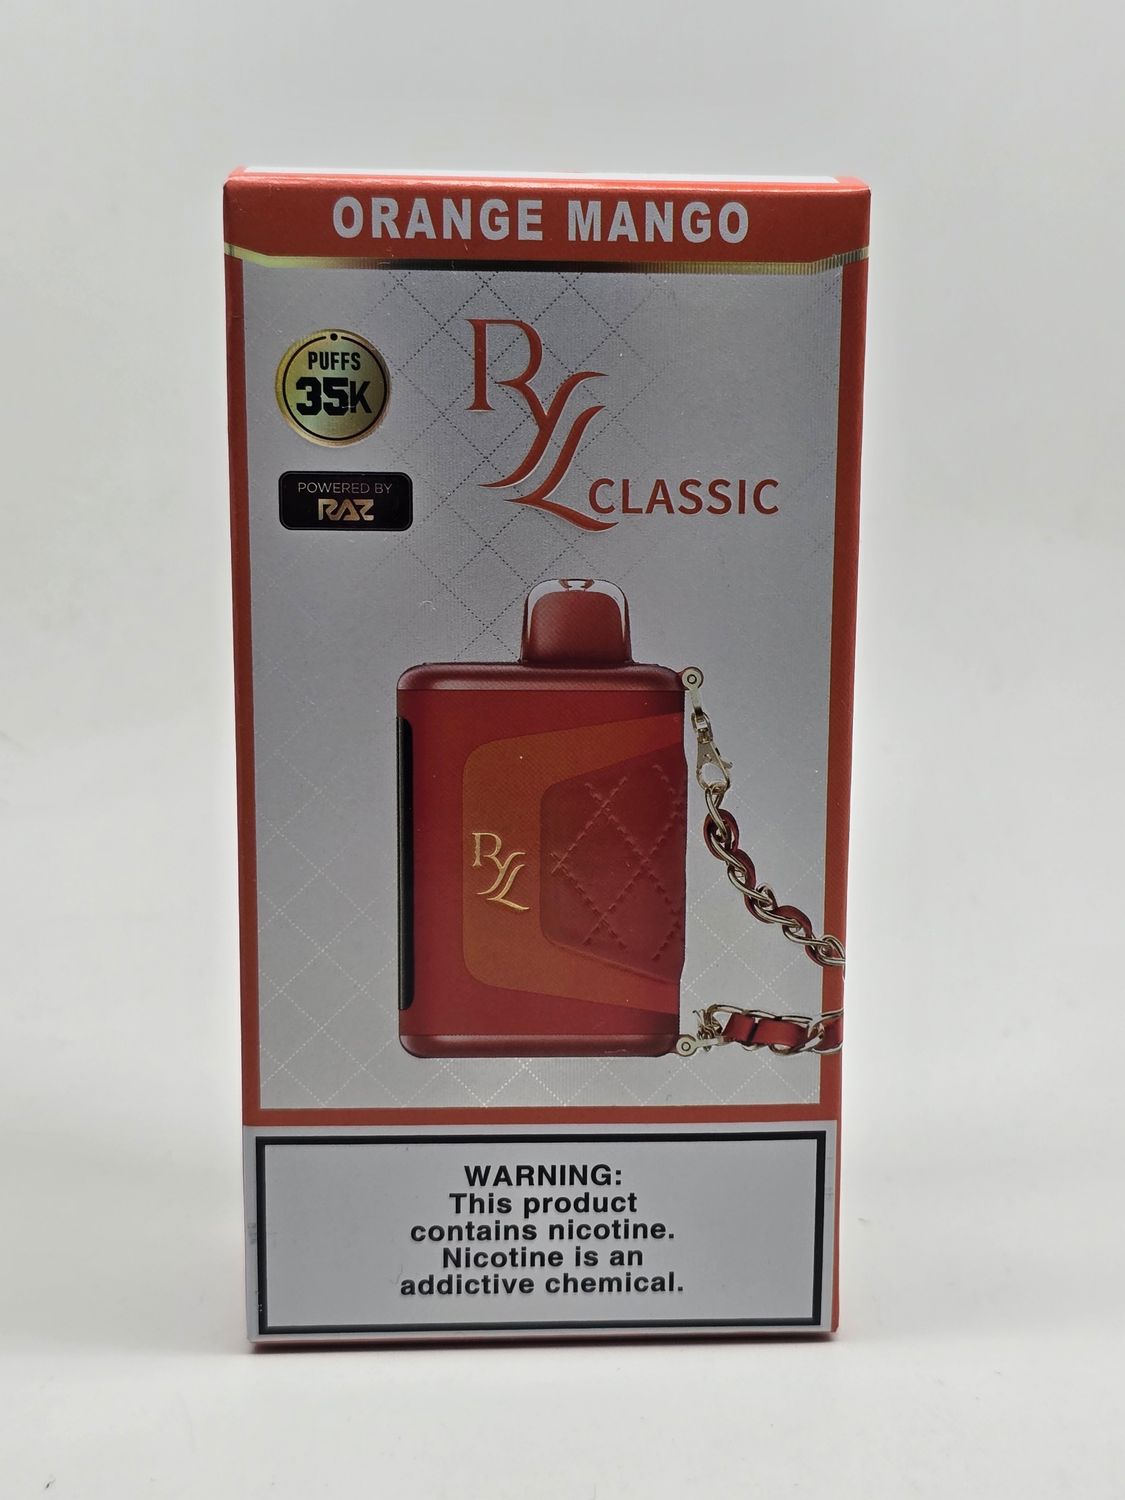 ORANGE MANGO
PUFFS
35K
POWERED BY
RAZ
RYL
CLASSIC
RYL
WARNING:
This product
contains nicotine.
Nicotine is an
addictive chemical.